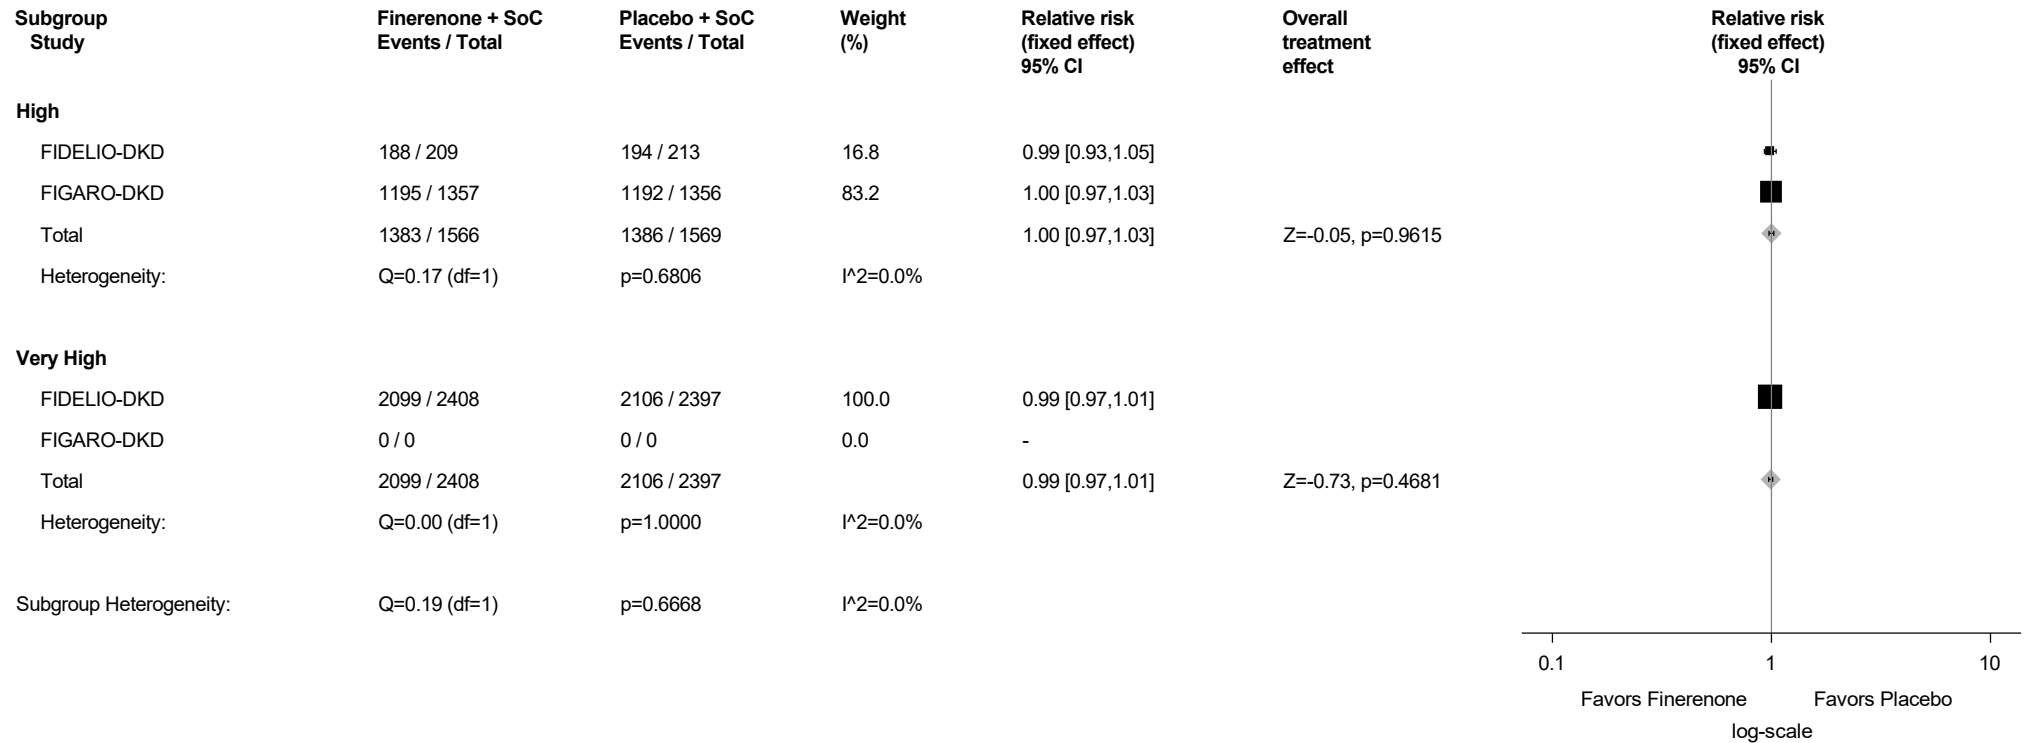 Subgroup Finerenone + SoC Placebo + SoC Weight Relative risk Overall Relative risk
Study Events / Total Events / Total (%) (fixed effect) treatment (fixed effect)
95% CI effect 95% CI
High
FIDELIO-DKD 188 / 209 194 / 213 16.8 0.99 [0.93,1.05]
FIGARO-DKD 1195 / 1357 1192 / 1356 83.2 1.00 [0.97,1.03]
Total 1383 / 1566 1386 / 1569 1.00 [0.97,1.03] Z=-0.05, p=0.9615
Heterogeneity: Q=0.17 (df=1) p=0.6806 I^2=0.0%
Very High
FIDELIO-DKD 2099 / 2408 2106 / 2397 100.0 0.99 [0.97,1.01]
FIGARO-DKD 0 / 0 0 / 0 0.0 -
Total 2099 / 2408 2106 / 2397 0.99 [0.97,1.01] Z=-0.73, p=0.4681
Heterogeneity: Q=0.00 (df=1) p=1.0000 I^2=0.0%
Subgroup Heterogeneity: Q=0.19 (df=1) p=0.6668 I^2=0.0%
0.1 1 10
Favors Finerenone Favors Placebo
log-scale